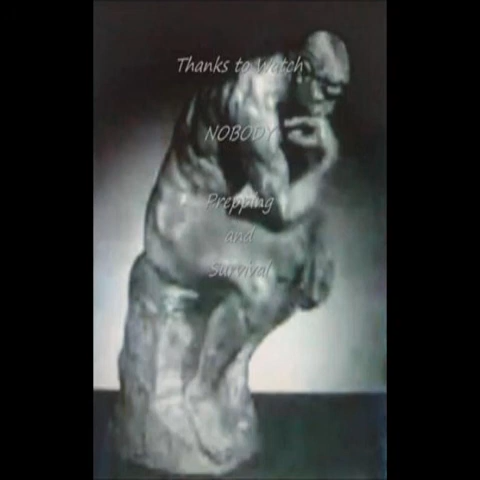 Thanks to Watch
NOBODY
Prepping
and
Survival